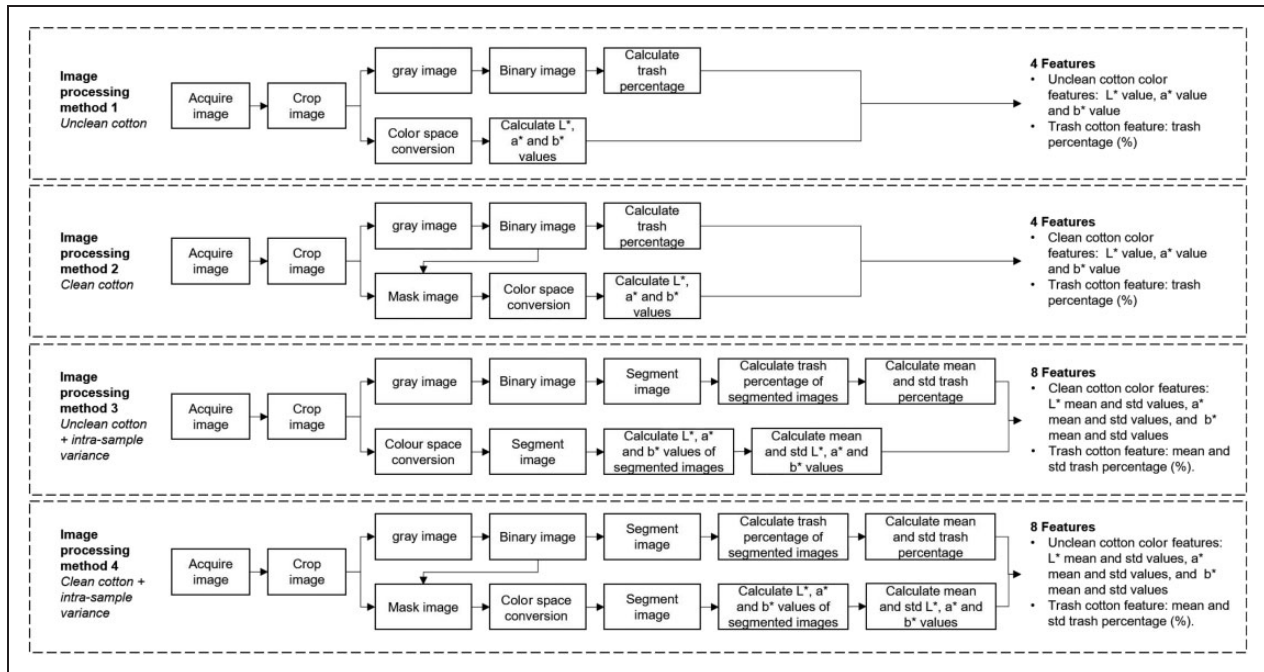 Image
processing
method 1
Unclean cotton
Acquire
image
Crop
image
gray image
Binary image
Calculate
trash
percentage
Color space
conversion
Calculate L*,
a* and b*
values
4 Features
• Unclean cotton color
features: L* value, a* value
and b* value
• Trash cotton feature: trash
percentage (%)
Image
processing
method 2
Clean cotton
Acquire
image
Crop
image
gray image
Binary image
Calculate
trash
percentage
Mask image
Color space
conversion
Calculate L*,
a* and b*
values
4 Features
• Clean cotton color
features: L* value, a* value
and b* value
• Trash cotton feature: trash
percentage (%)
Image
processing
method 3
Unclean cotton
+ intra-sample
variance
Acquire
image
Crop
image
gray image
Binary image
Segment
image
Calculate trash
percentage of
segmented images
Calculate mean
and std trash
percentage
Colour space
conversion
Segment
image
Calculate L*, a*
and b* values of
segmented images
Calculate mean
and std L*, a* and
b* values
8 Features
• Clean cotton color features:
L* mean and std values, a*
mean and std values, and b*
mean and std values
• Trash cotton feature: mean and
std trash percentage (%).
Image
processing
method 4
Clean cotton +
intra-sample
variance
Acquire
image
Crop
image
gray image
Binary image
Segment
image
Calculate trash
percentage of
segmented images
Calculate mean
and std trash
percentage
Mask image
Color space
conversion
Segment
image
Calculate L*, a*
and b* values of
segmented images
Calculate mean
and std L*, a* and
b* values
8 Features
• Unclean cotton color features:
L* mean and std values, a*
mean and std values, and b*
mean and std values
• Trash cotton feature: mean and
std trash percentage (%).